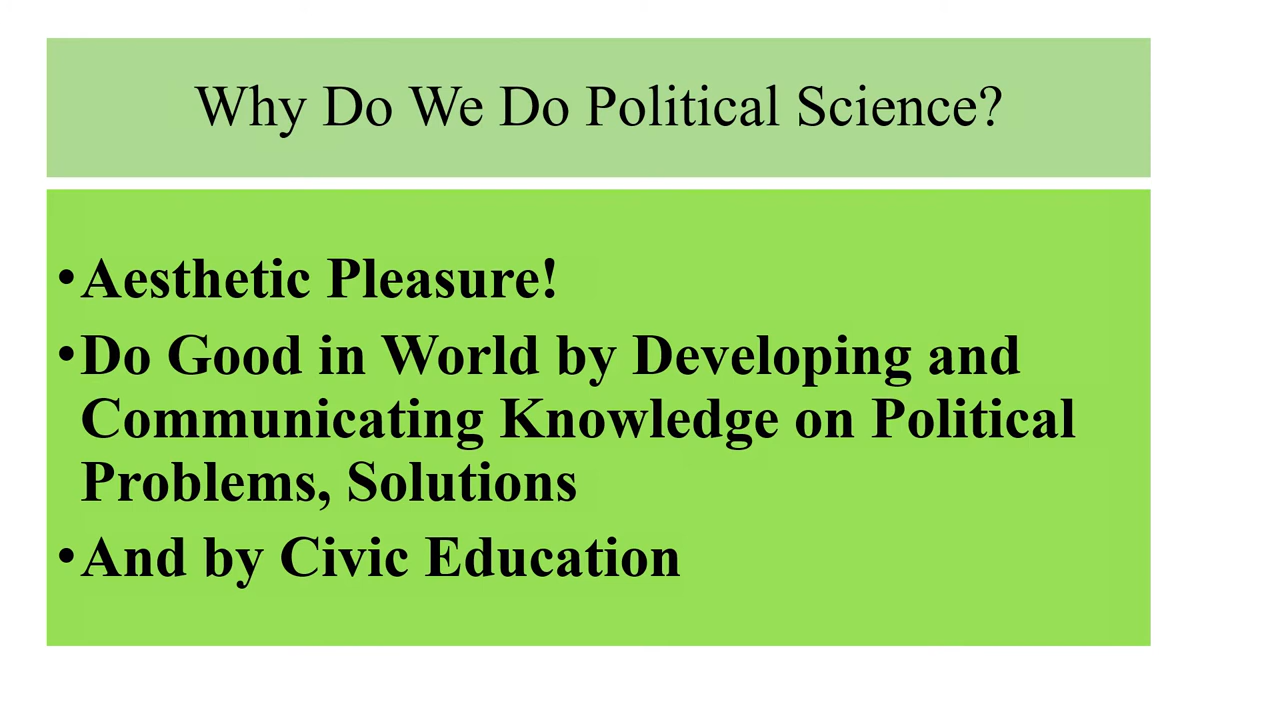 Why Do We Do Political Science?
•Aesthetic Pleasure!
•Do Good in World by Developing and
Communicating Knowledge on Political
Problems, Solutions
•And by Civic Education